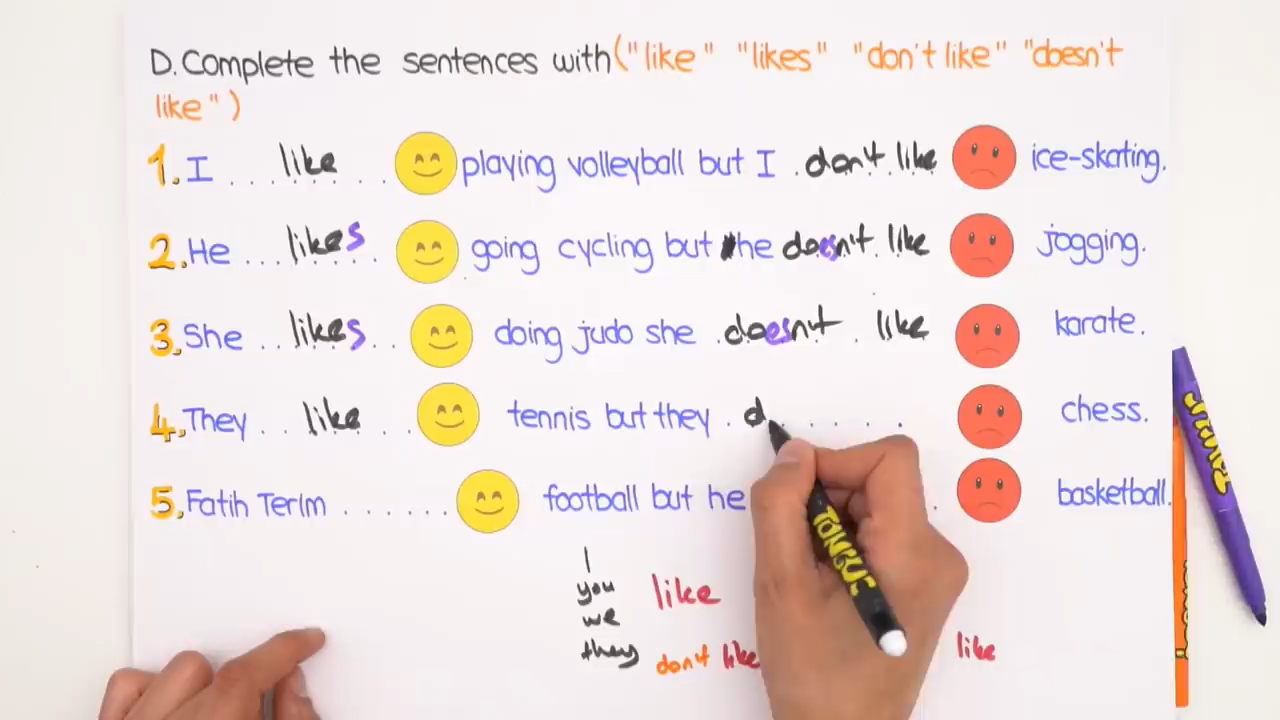 D. Complete the sentences with ("like" "likes" "don't like" "doesn't
like")
1. I ... like ... playing volleyball but I . don't like ice-skating.
2. He ... likes ... going cycling but he doesn't like jogging.
3. She .. likes .. doing judo she . doesn't . like karate.
4. They .. like ... tennis but they . d . . . . . chess.
5. Fatih Terim . . . . . . football but he . basketball.
I
you like
we
they don't like like
TONGUC